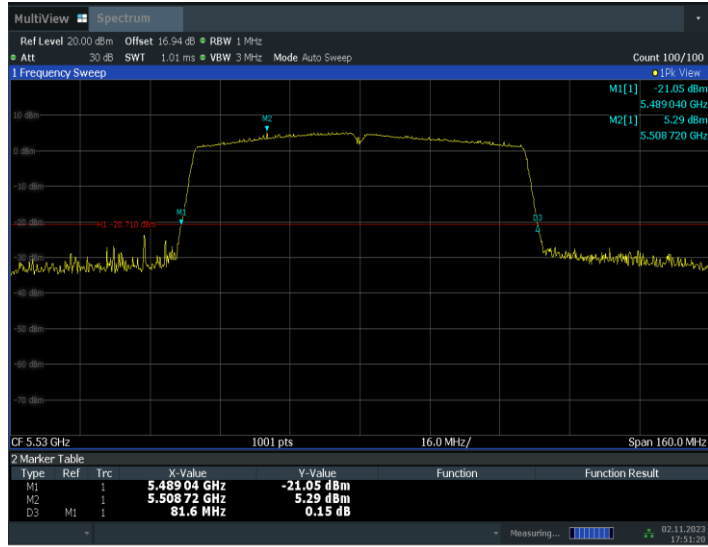 MultiView Spectrum
Ref Level 20.00 dBm Offset 16.94 dB RBW 1 MHz
Att 30 dB SWT 1.01 ms VBW 3 MHz Mode Auto Sweep Count 100/100
1 Frequency Sweep 1Pk View
M1[1] -21.05 dBm
5.489 040 GHz
M2[1] 5.29 dBm
5.508 720 GHz
10 dBm
M2
0 dBm
-10 dBm
M1
-20 dBm
H1 -20.710 dBm
D3
-30 dBm
-40 dBm
-50 dBm
-60 dBm
-70 dBm
CF 5.53 GHz 1001 pts 16.0 MHz/ Span 160.0 MHz
2 Marker Table
Type Ref Trc X-Value Y-Value Function Function Result
M1 1 5.489 04 GHz -21.05 dBm
M2 1 5.508 72 GHz 5.29 dBm
D3 M1 1 81.6 MHz 0.15 dB
Measuring... 02.11.2023
17:51:20